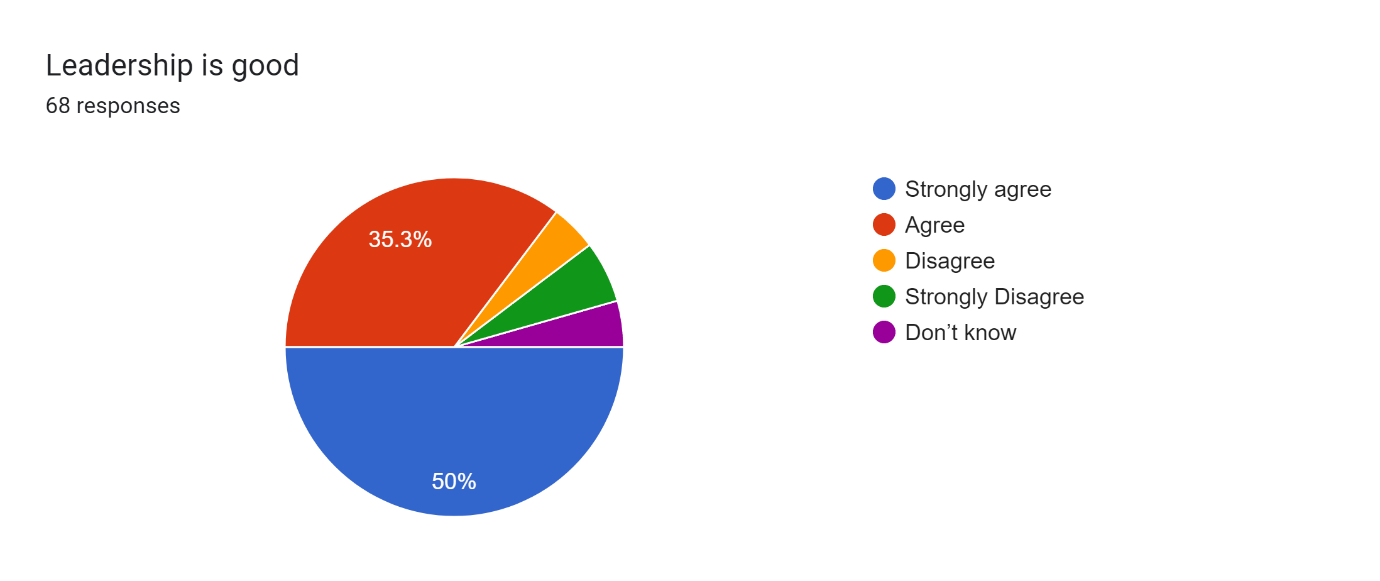 Leadership is good
68 responses
35.3%
50%
Strongly agree
Agree
Disagree
Strongly Disagree
Don’t know